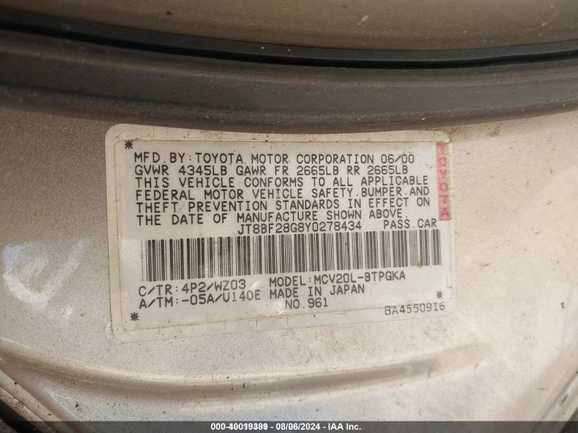 MFD.BY:TOYOTA MOTOR CORPORATION 06/00
GVWR 4345LB GAWR FR 2665LB RR 2665LB
THIS VEHICLE CONFORMS TO ALL APPLICABLE
FEDERAL MOTOR VEHICLE SAFETY,BUMPER,AND
THEFT PREVENTION STANDARDS IN EFFECT ON
THE DATE OF MANUFACTURE SHOWN ABOVE.
JT8BF28G8Y0278434 PASS.CAR
TOYOTA
C/TR:4P2/WZ03 MODEL:MCV20L-BTPGKA
A/TM:-05A/U140E MADE IN JAPAN
NO.961
BA4550916
000-40019389 - 08/06/2024 - IAA Inc.